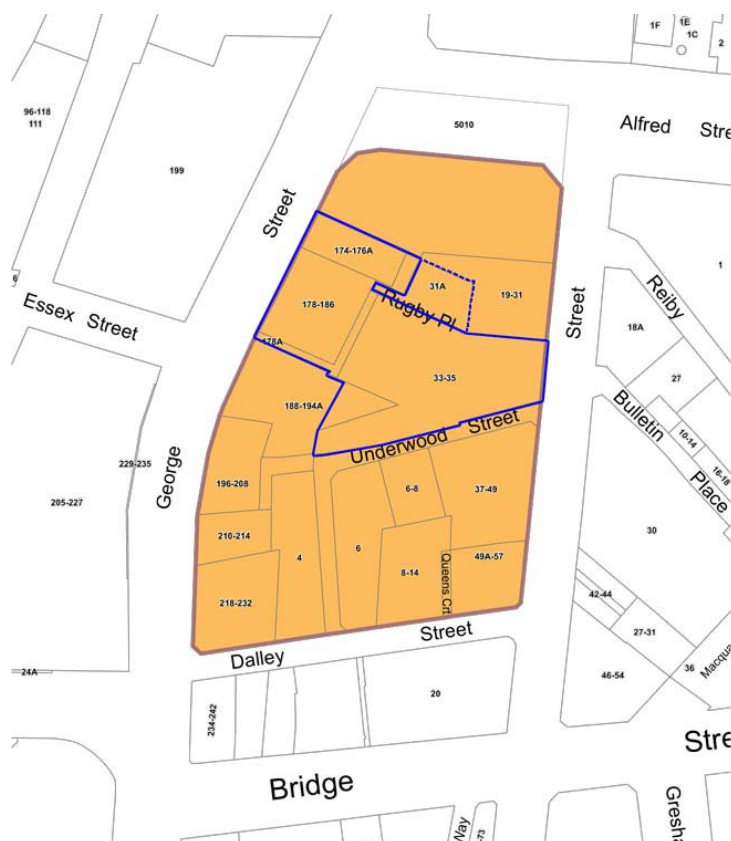 1F
1E
1C
2
96-118
111
5010
Alfred Stre
199
Street
174-176A
31A
19-31
1
6
Reiby
Essex Street
178-186
Rugby Pl
Street
18A
178A
33-35
27
188-194A
Bulletin
Place
10-14
Underwood Street
229-235
George
196-208
6-8
37-49
16-18
205-227
210-214
4
6
30
8-14
Queens Crt
49A-57
218-232
42-44
27-31
Street
Dalley
24A
36
Macqua
46-54
234-242
20
Stre
Bridge
Gresha
Way
-73